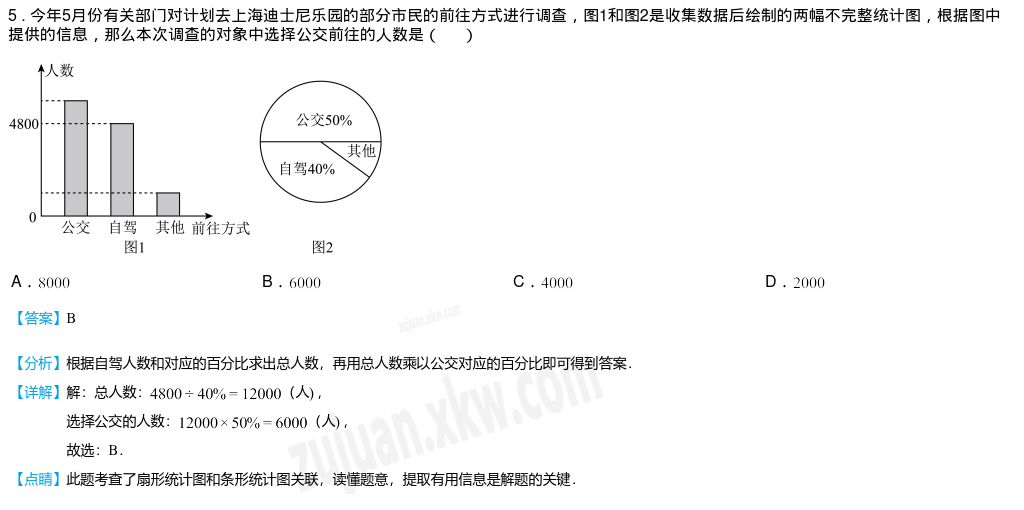 5．今年5月份有关部门对计划去上海迪士尼乐园的部分市民的前往方式进行调查，图1和图2是收集数据后绘制的两幅不完整统计图，根据图中
提供的信息，那么本次调查的对象中选择公交前往的人数是（　　）
人数
4800
0
公交 自驾 其他 前往方式
图1
公交50%
其他
自驾40%
图2
A．8000 B．6000 C．4000 D．2000
【答案】B
【分析】根据自驾人数和对应的百分比求出总人数，再用总人数乘以公交对应的百分比即可得到答案．
【详解】解：总人数：4800÷40%=12000（人），
选择公交的人数：12000×50%=6000（人），
故选：B．
【点睛】此题考查了扇形统计图和条形统计图关联，读懂题意，提取有用信息是解题的关键．
zujuan.xkw.com
zujuan.xkw.com